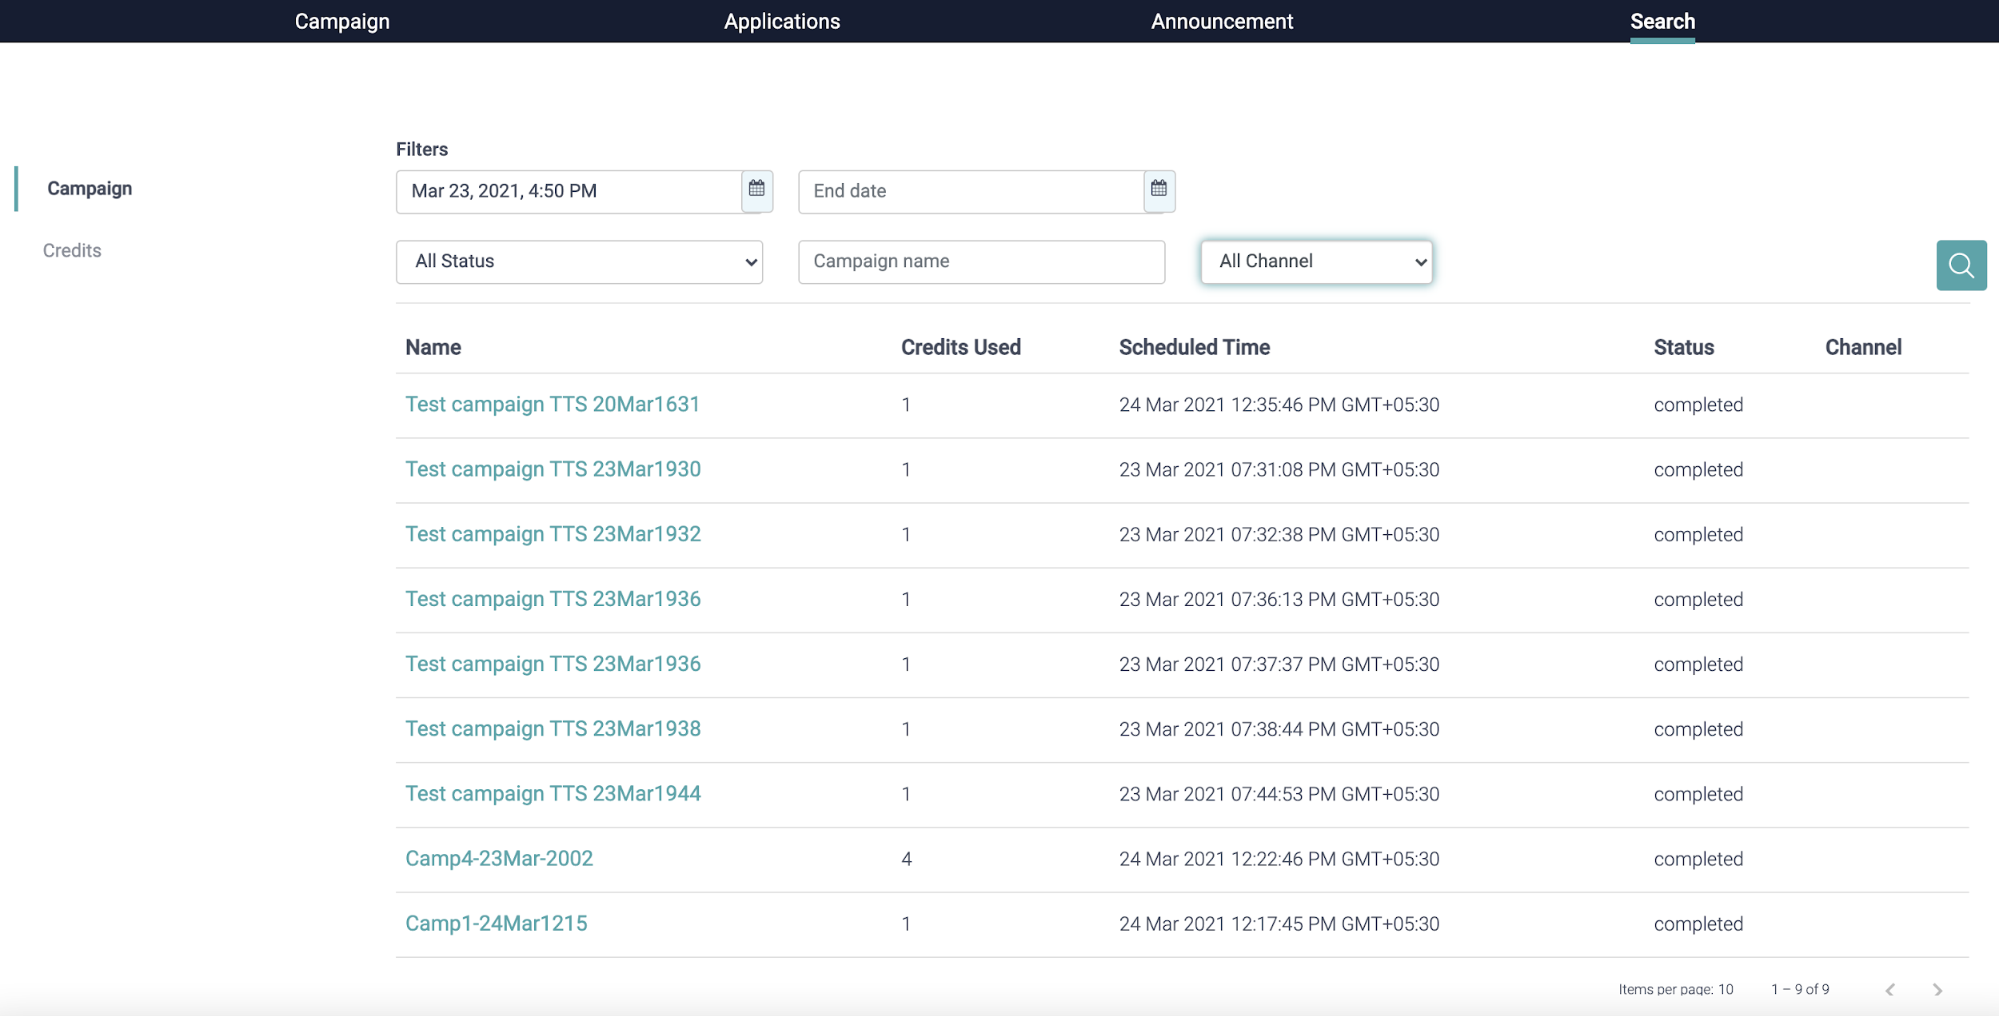 Campaign Applications Announcement Search
Filters
Campaign
Credits
Mar 23, 2021, 4:50 PM End date
All Status Campaign name All Channel
Name Credits Used Scheduled Time Status Channel
Test campaign TTS 20Mar1631 1 24 Mar 2021 12:35:46 PM GMT+05:30 completed
Test campaign TTS 23Mar1930 1 23 Mar 2021 07:31:08 PM GMT+05:30 completed
Test campaign TTS 23Mar1932 1 23 Mar 2021 07:32:38 PM GMT+05:30 completed
Test campaign TTS 23Mar1936 1 23 Mar 2021 07:36:13 PM GMT+05:30 completed
Test campaign TTS 23Mar1936 1 23 Mar 2021 07:37:37 PM GMT+05:30 completed
Test campaign TTS 23Mar1938 1 23 Mar 2021 07:38:44 PM GMT+05:30 completed
Test campaign TTS 23Mar1944 1 23 Mar 2021 07:44:53 PM GMT+05:30 completed
Camp4-23Mar-2002 4 24 Mar 2021 12:22:46 PM GMT+05:30 completed
Camp1-24Mar1215 1 24 Mar 2021 12:17:45 PM GMT+05:30 completed
Items per page: 10 1 – 9 of 9